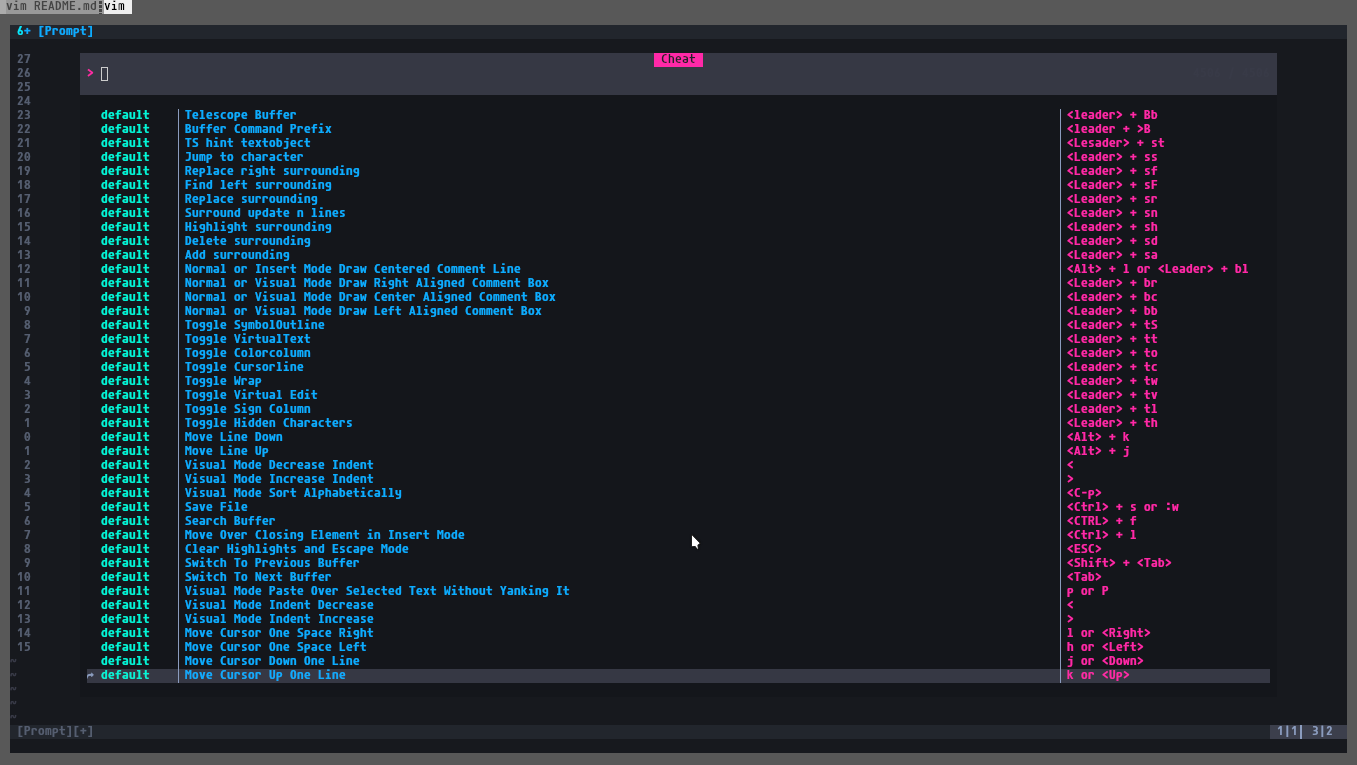 vim README.md vim
6+ [Prompt]
27 Cheat
26 >
25
24
23 default Telescope Buffer <leader> + Bb
22 default Buffer Command Prefix <leader + >B
21 default TS hint textobject <Lesader> + st
20 default Jump to character <Leader> + ss
19 default Replace right surrounding <Leader> + sf
18 default Find left surrounding <Leader> + sF
17 default Replace surrounding <Leader> + sr
16 default Surround update n lines <Leader> + sn
15 default Highlight surrounding <Leader> + sh
14 default Delete surrounding <Leader> + sd
13 default Add surrounding <Leader> + sa
12 default Normal or Insert Mode Draw Centered Comment Line <Alt> + l or <Leader> + bl
11 default Normal or Visual Mode Draw Right Aligned Comment Box <Leader> + br
10 default Normal or Visual Mode Draw Center Aligned Comment Box <Leader> + bc
9 default Normal or Visual Mode Draw Left Aligned Comment Box <Leader> + bb
8 default Toggle SymbolOutline <Leader> + tS
7 default Toggle VirtualText <Leader> + tt
6 default Toggle Colorcolumn <Leader> + to
5 default Toggle Cursorline <Leader> + tc
4 default Toggle Wrap <Leader> + tw
3 default Toggle Virtual Edit <Leader> + tv
2 default Toggle Sign Column <Leader> + tl
1 default Toggle Hidden Characters <Leader> + th
0 default Move Line Down <Alt> + k
1 default Move Line Up <Alt> + j
2 default Visual Mode Decrease Indent <
3 default Visual Mode Increase Indent >
4 default Visual Mode Sort Alphabetically <C-p>
5 default Save File <Ctrl> + s or :w
6 default Search Buffer <CTRL> + f
7 default Move Over Closing Element in Insert Mode <Ctrl> + l
8 default Clear Highlights and Escape Mode <ESC>
9 default Switch To Previous Buffer <Shift> + <Tab>
10 default Switch To Next Buffer <Tab>
11 default Visual Mode Paste Over Selected Text Without Yanking It p or P
12 default Visual Mode Indent Decrease <
13 default Visual Mode Indent Increase >
14 default Move Cursor One Space Right l or <Right>
15 default Move Cursor One Space Left h or <Left>
~ default Move Cursor Down One Line j or <Down>
~ default Move Cursor Up One Line k or <Up>
~
~
~
[Prompt][+] 1|1| 3|2